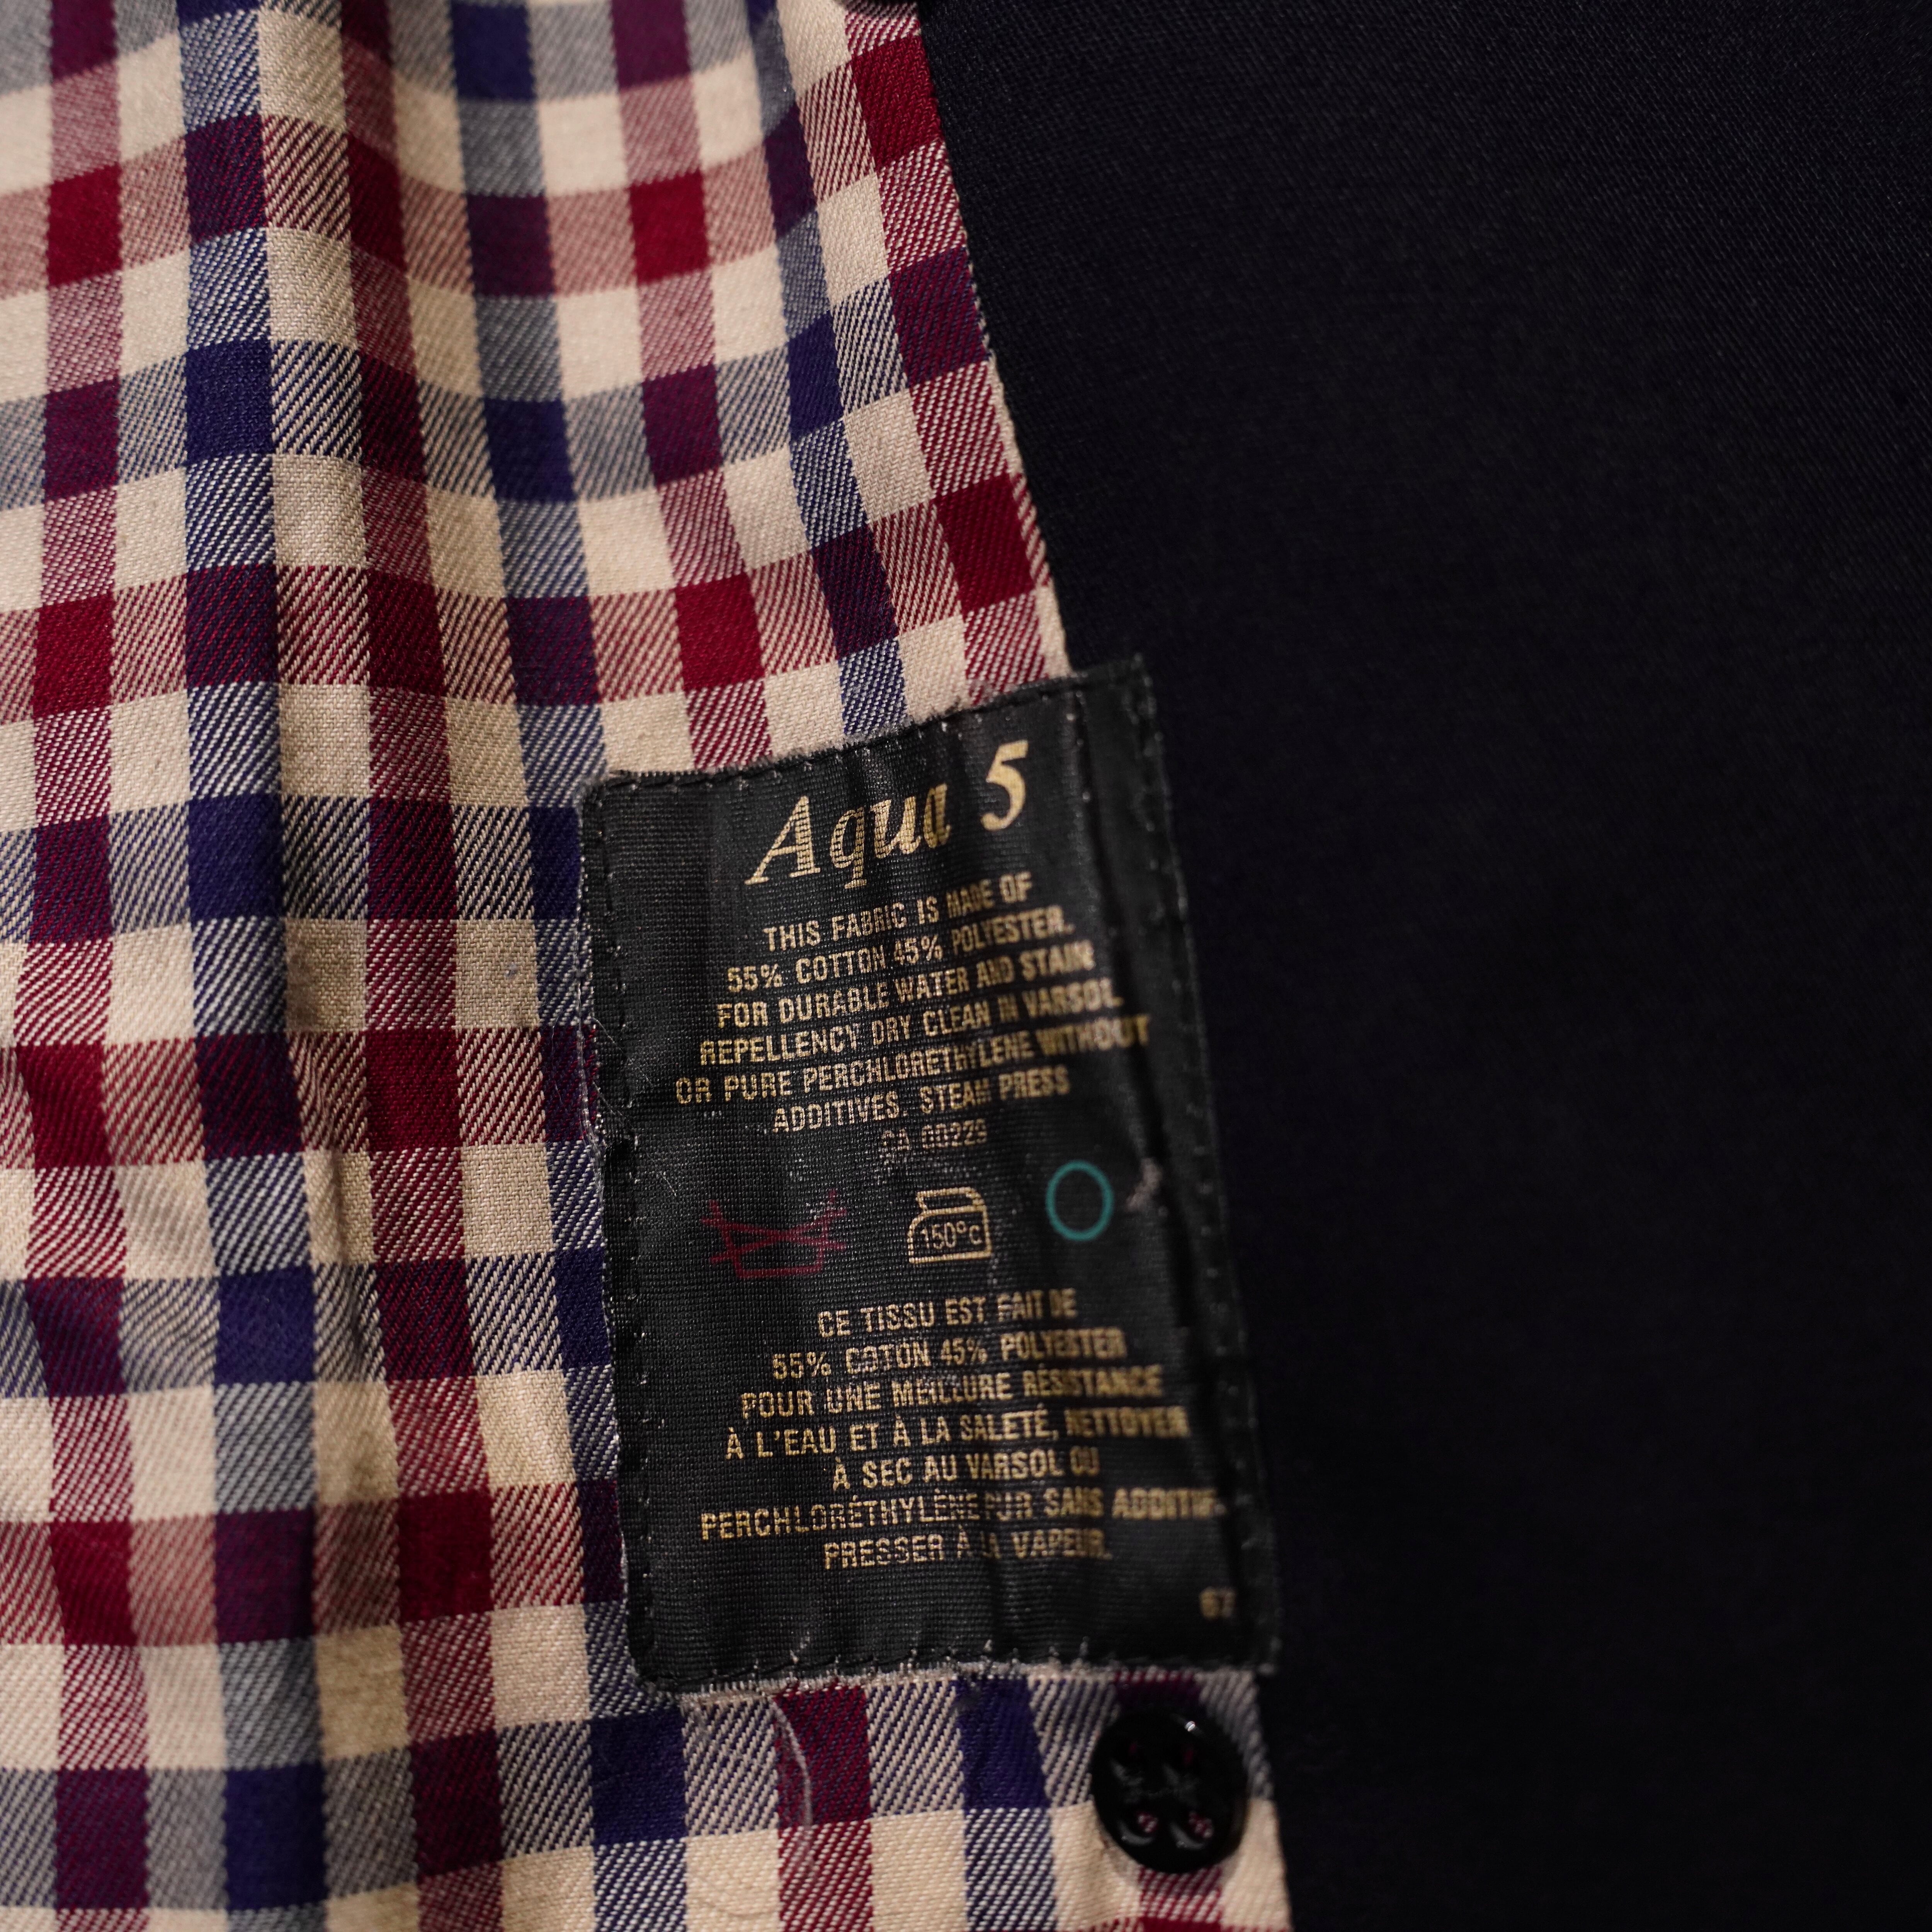 Aqua 5
THIS FABRIC IS MADE OF
55% COTTON 45% POLYESTER.
FOR DURABLE WATER AND STAIN
REPELLENCY DRY CLEAN IN VARSOL
OR PURE PERCHLORETHYLENE WITHOUT
ADDITIVES. STEAM PRESS
CA 00229
150°C
CE TISSU EST FAIT DE
55% COTON 45% POLYESTER
POUR UNE MEILLURE RÉSISTANCE
À L'EAU ET À LA SALETÉ, NETTOYER
À SEC AU VARSOL OU
PERCHLORÉTHYLÈNE PUR SANS
PRESSER À LA VAPEUR.